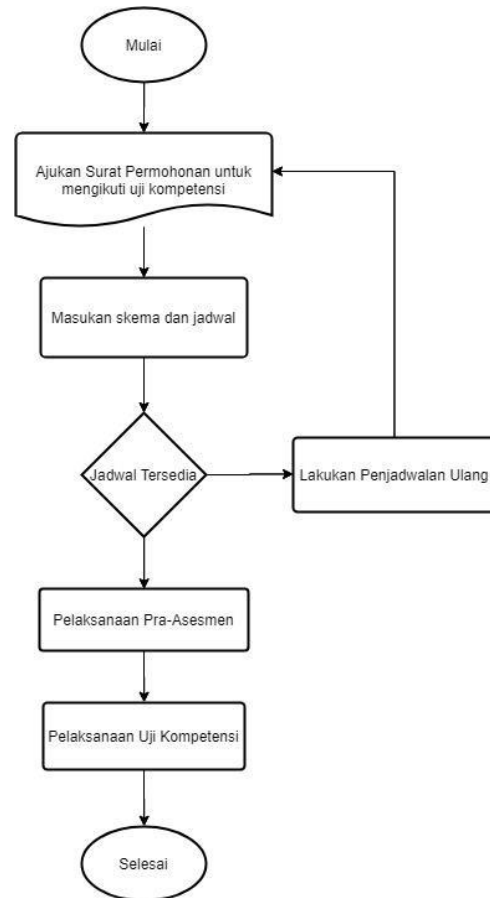 Mulai
Ajukan Surat Permohonan untuk
mengikuti uji kompetensi
Masukan skema dan jadwal
Jadwal Tersedia
Lakukan Penjadwalan Ulang
Pelaksanaan Pra-Asesmen
Pelaksanaan Uji Kompetensi
Selesai